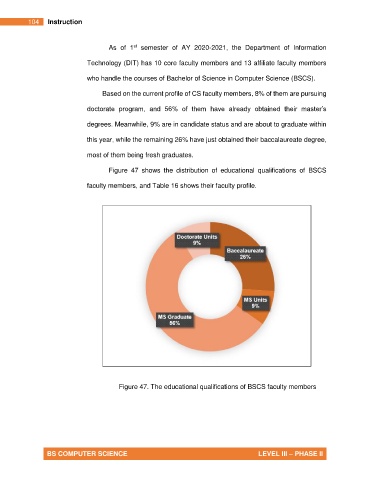 104 Instruction
As of 1st semester of AY 2020-2021, the Department of Information
Technology (DIT) has 10 core faculty members and 13 affiliate faculty members
who handle the courses of Bachelor of Science in Computer Science (BSCS).
Based on the current profile of CS faculty members, 8% of them are pursuing
doctorate program, and 56% of them have already obtained their master's
degrees. Meanwhile, 9% are in candidate status and are about to graduate within
this year, while the remaining 26% have just obtained their baccalaureate degree,
most of them being fresh graduates.
Figure 47 shows the distribution of educational qualifications of BSCS
faculty members, and Table 16 shows their faculty profile.
Doctorate Units
9%
Baccalaureate
26%
MS Units
8%
MS Graduate
56%
Figure 47. The educational qualifications of BSCS faculty members
BS COMPUTER SCIENCE LEVEL III – PHASE II